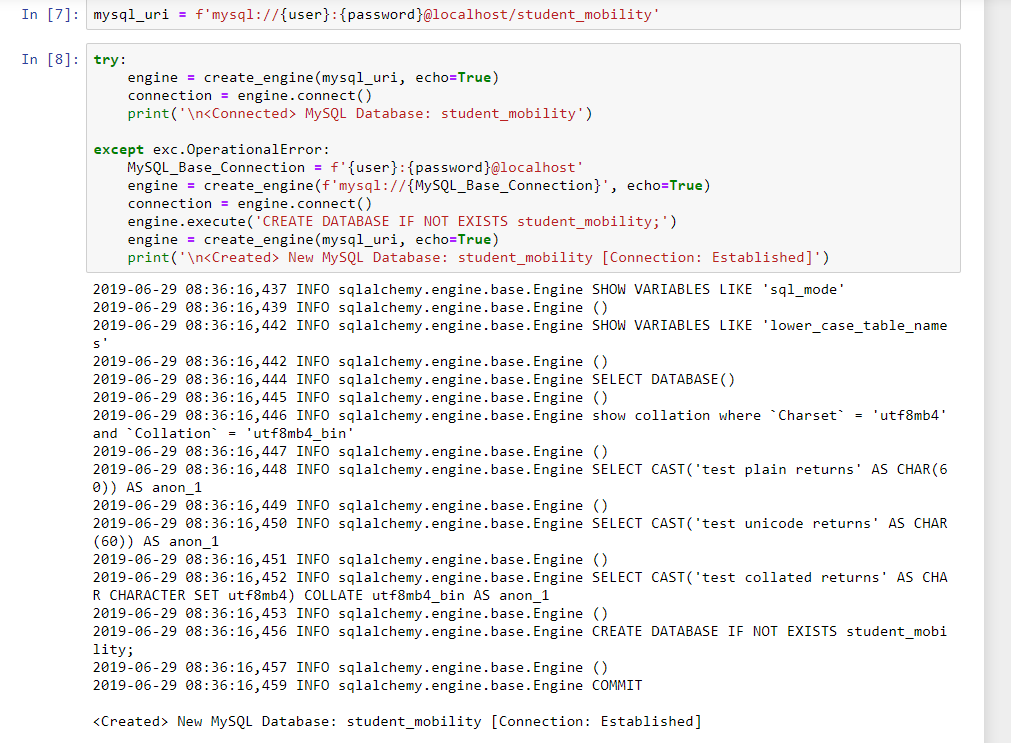 In [7]: mysql_uri = f'mysql://{user}:{password}@localhost/student_mobility'
In [8]: try:
    engine = create_engine(mysql_uri, echo=True)
    connection = engine.connect()
    print('\n<Connected> MySQL Database: student_mobility')

except exc.OperationalError:
    MySQL_Base_Connection = f'{user}:{password}@localhost'
    engine = create_engine(f'mysql://{MySQL_Base_Connection}', echo=True)
    connection = engine.connect()
    engine.execute('CREATE DATABASE IF NOT EXISTS student_mobility;')
    engine = create_engine(mysql_uri, echo=True)
    print('\n<Created> New MySQL Database: student_mobility [Connection: Established]')
2019-06-29 08:36:16,437 INFO sqlalchemy.engine.base.Engine SHOW VARIABLES LIKE 'sql_mode'
2019-06-29 08:36:16,439 INFO sqlalchemy.engine.base.Engine ()
2019-06-29 08:36:16,442 INFO sqlalchemy.engine.base.Engine SHOW VARIABLES LIKE 'lower_case_table_name
s'
2019-06-29 08:36:16,442 INFO sqlalchemy.engine.base.Engine ()
2019-06-29 08:36:16,444 INFO sqlalchemy.engine.base.Engine SELECT DATABASE()
2019-06-29 08:36:16,445 INFO sqlalchemy.engine.base.Engine ()
2019-06-29 08:36:16,446 INFO sqlalchemy.engine.base.Engine show collation where `Charset` = 'utf8mb4'
and `Collation` = 'utf8mb4_bin'
2019-06-29 08:36:16,447 INFO sqlalchemy.engine.base.Engine ()
2019-06-29 08:36:16,448 INFO sqlalchemy.engine.base.Engine SELECT CAST('test plain returns' AS CHAR(6
0)) AS anon_1
2019-06-29 08:36:16,449 INFO sqlalchemy.engine.base.Engine ()
2019-06-29 08:36:16,450 INFO sqlalchemy.engine.base.Engine SELECT CAST('test unicode returns' AS CHAR
(60)) AS anon_1
2019-06-29 08:36:16,451 INFO sqlalchemy.engine.base.Engine ()
2019-06-29 08:36:16,452 INFO sqlalchemy.engine.base.Engine SELECT CAST('test collated returns' AS CHA
R CHARACTER SET utf8mb4) COLLATE utf8mb4_bin AS anon_1
2019-06-29 08:36:16,453 INFO sqlalchemy.engine.base.Engine ()
2019-06-29 08:36:16,456 INFO sqlalchemy.engine.base.Engine CREATE DATABASE IF NOT EXISTS student_mobi
lity;
2019-06-29 08:36:16,457 INFO sqlalchemy.engine.base.Engine ()
2019-06-29 08:36:16,459 INFO sqlalchemy.engine.base.Engine COMMIT

<Created> New MySQL Database: student_mobility [Connection: Established]